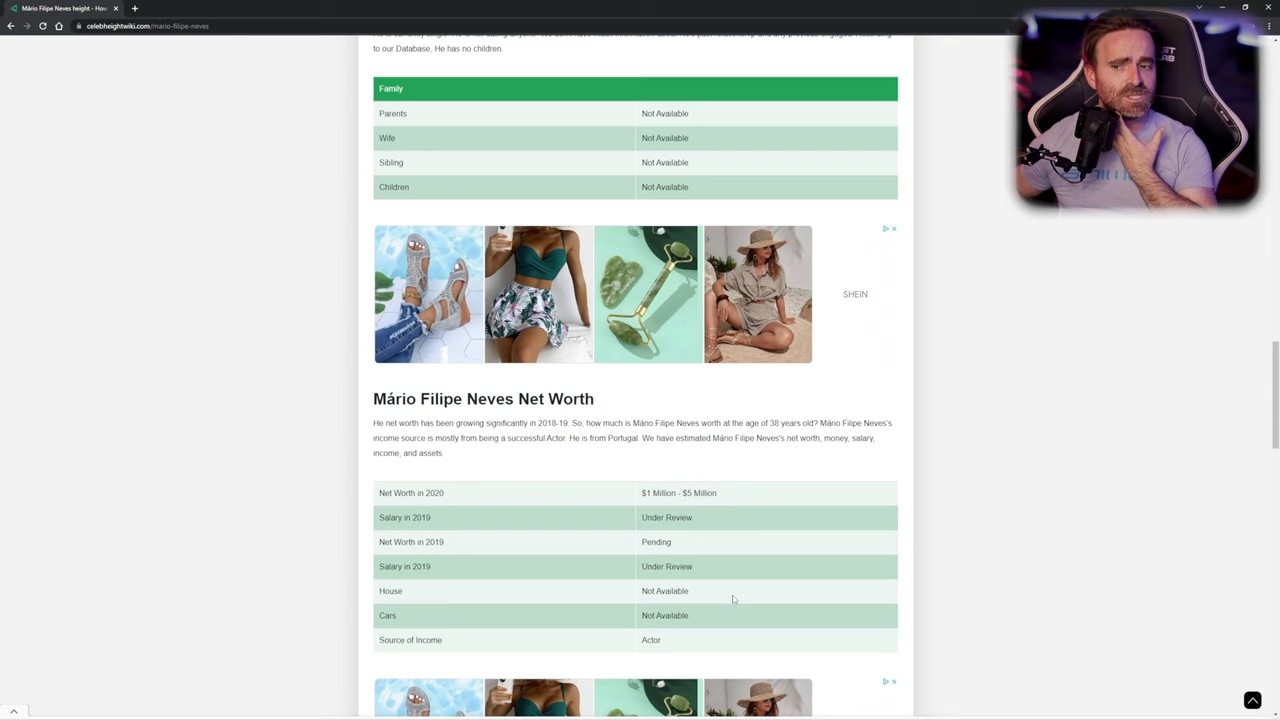 Mário Filipe Neves height - How
celebheightwiki.com/mario-filipe-neves
to our Database, He has no children.
Family
Parents Not Available
Wife Not Available
Sibling Not Available
Children Not Available
SHEIN
Mário Filipe Neves Net Worth
He net worth has been growing significantly in 2018-19. So, how much is Mário Filipe Neves worth at the age of 38 years old? Mário Filipe Neves's
income source is mostly from being a successful Actor. He is from Portugal. We have estimated Mário Filipe Neves's net worth, money, salary,
income, and assets.
Net Worth in 2020 $1 Million - $5 Million
Salary in 2019 Under Review
Net Worth in 2019 Pending
Salary in 2019 Under Review
House Not Available
Cars Not Available
Source of Income Actor